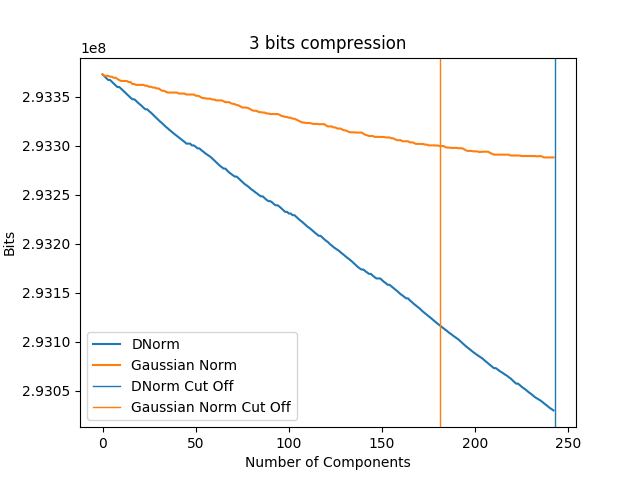 3 bits compression
1e8
2.9335
2.9330
2.9325
2.9320
2.9315
2.9310
2.9305
Bits
DNorm
Gaussian Norm
DNorm Cut Off
Gaussian Norm Cut Off
0 50 100 150 200 250
Number of Components